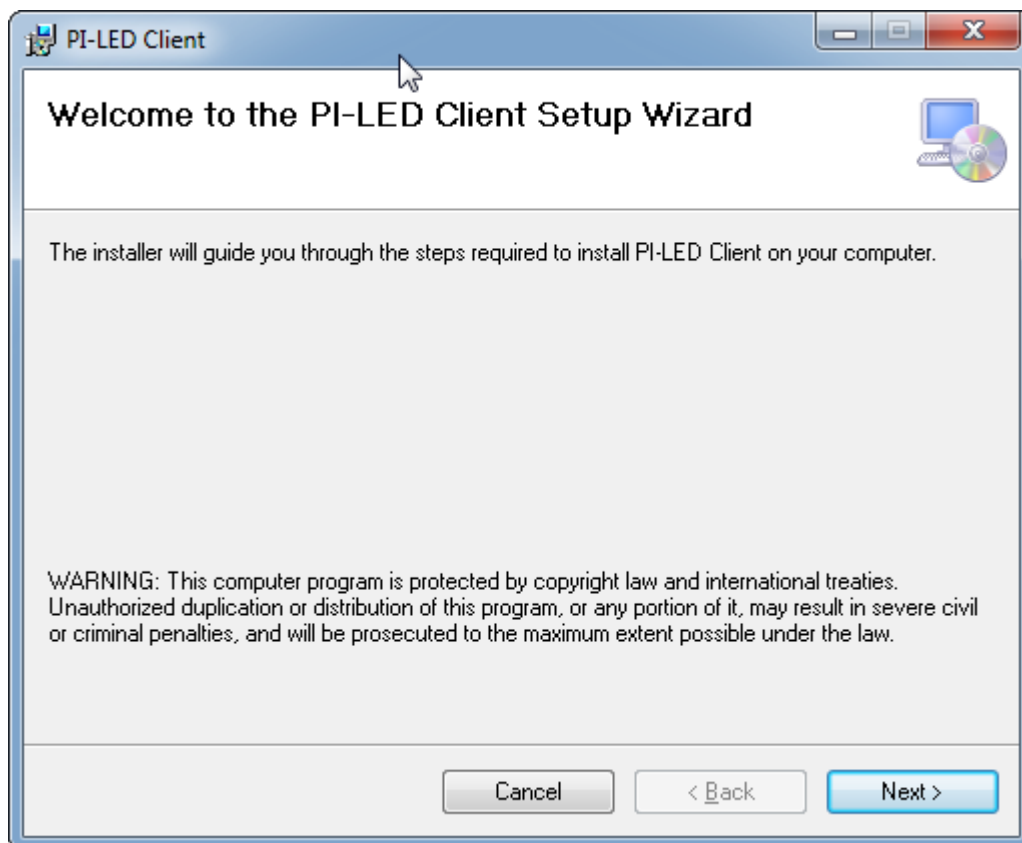 PI-LED Client
Welcome to the PI-LED Client Setup Wizard
The installer will guide you through the steps required to install PI-LED Client on your computer.
WARNING: This computer program is protected by copyright law and international treaties.
Unauthorized duplication or distribution of this program, or any portion of it, may result in severe civil
or criminal penalties, and will be prosecuted to the maximum extent possible under the law.
Cancel < Back Next >